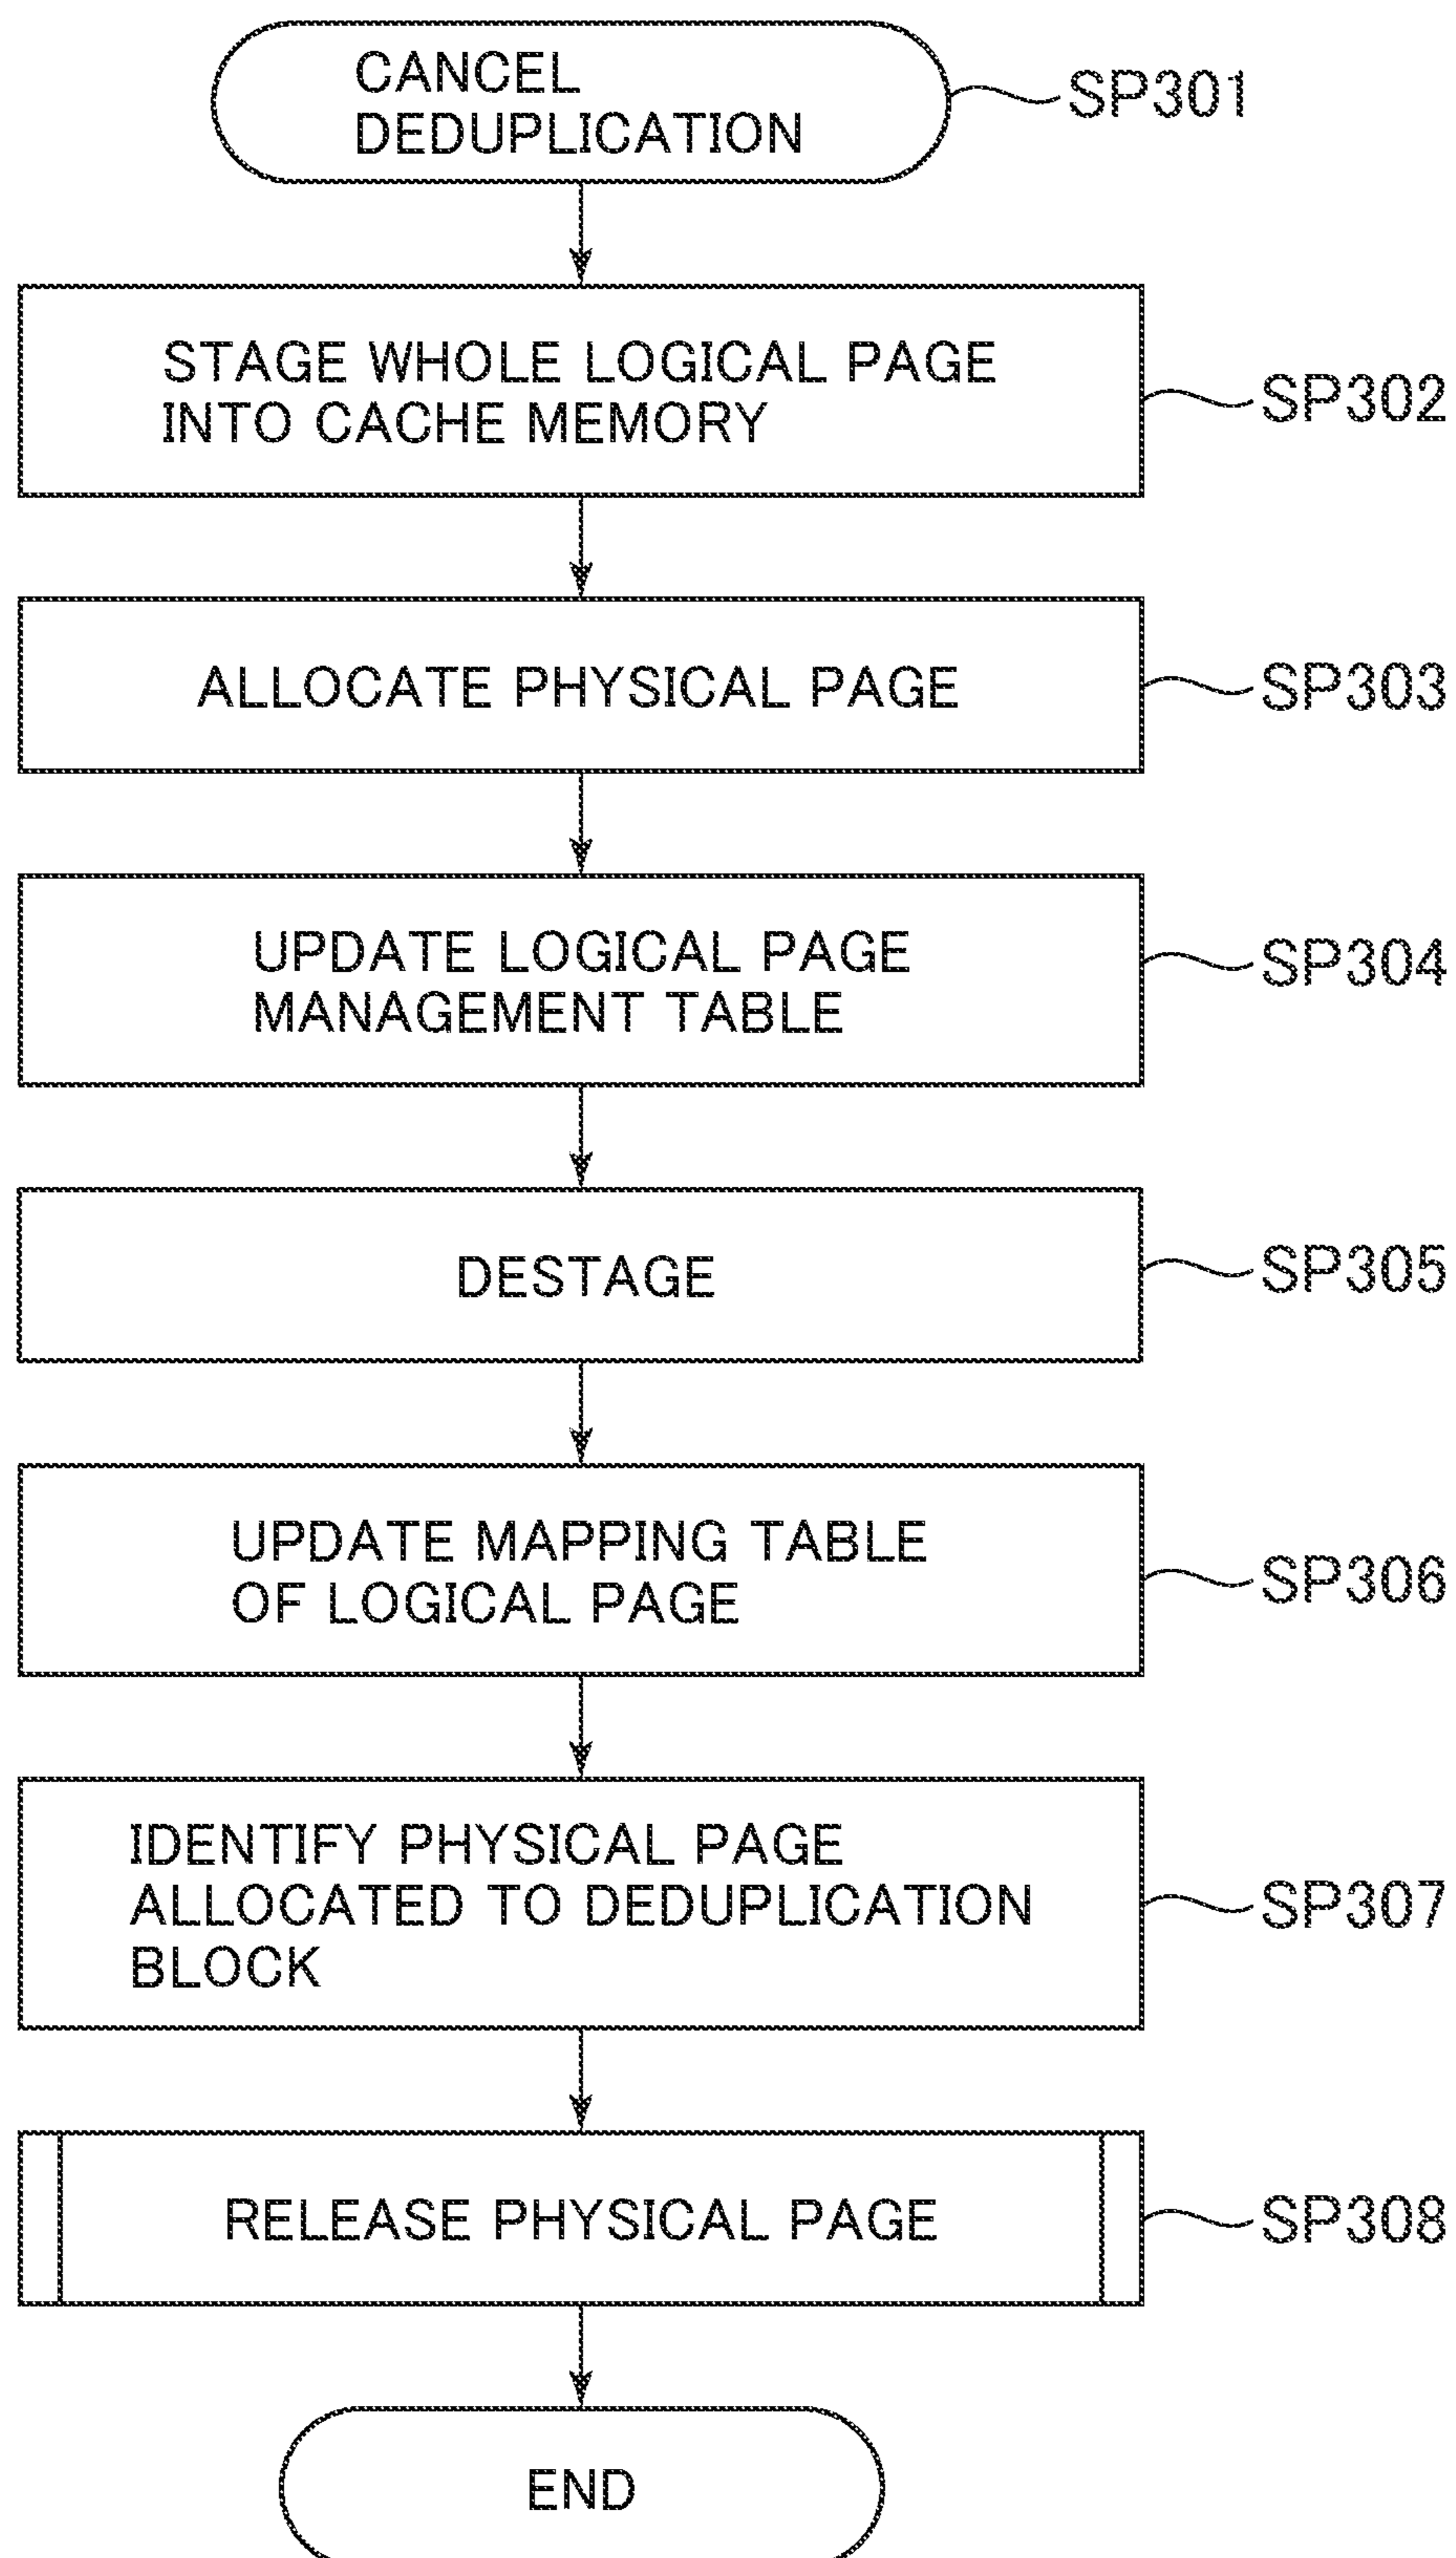 CANCEL
DEDUPLICATION
SP301
STAGE WHOLE LOGICAL PAGE
INTO CACHE MEMORY
SP302
ALLOCATE PHYSICAL PAGE
SP303
UPDATE LOGICAL PAGE
MANAGEMENT TABLE
SP304
DESTAGE
SP305
UPDATE MAPPING TABLE
OF LOGICAL PAGE
SP306
IDENTIFY PHYSICAL PAGE
ALLOCATED TO DEDUPLICATION
BLOCK
SP307
RELEASE PHYSICAL PAGE
SP308
END